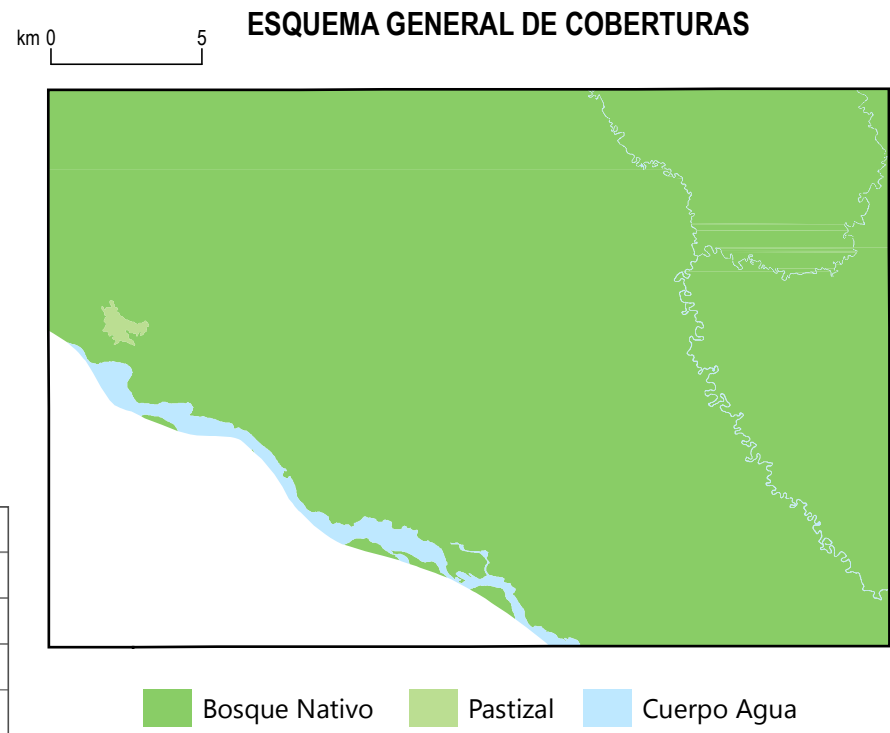 ESQUEMA GENERAL DE COBERTURAS
km 0 5
Bosque Nativo Pastizal Cuerpo Agua